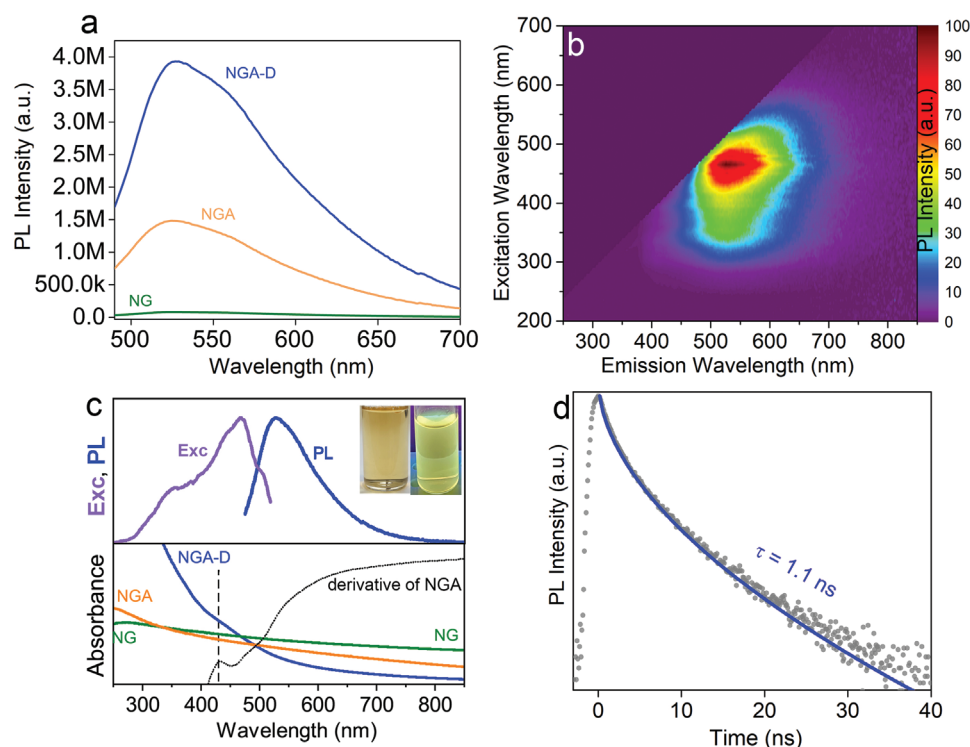 a
4.0M
3.5M
3.0M
2.5M
2.0M
1.5M
1.0M
500.0k
0.0
PL Intensity (a.u.)
NGA-D
NGA
NG
500
550
600
650
700
Wavelength (nm)
b
700
600
500
400
300
200
Excitation Wavelength (nm)
300
400
500
600
700
800
Emission Wavelength (nm)
100
90
80
70
60
50
40
30
20
10
0
PL Intensity (a.u.)
c
Exc, PL
Exc
PL
Absorbance
NGA-D
derivative of NGA
NGA
NG
NG
300
400
500
600
700
800
Wavelength (nm)
d
PL Intensity (a.u.)
τ = 1.1 ns
0
10
20
30
40
Time (ns)